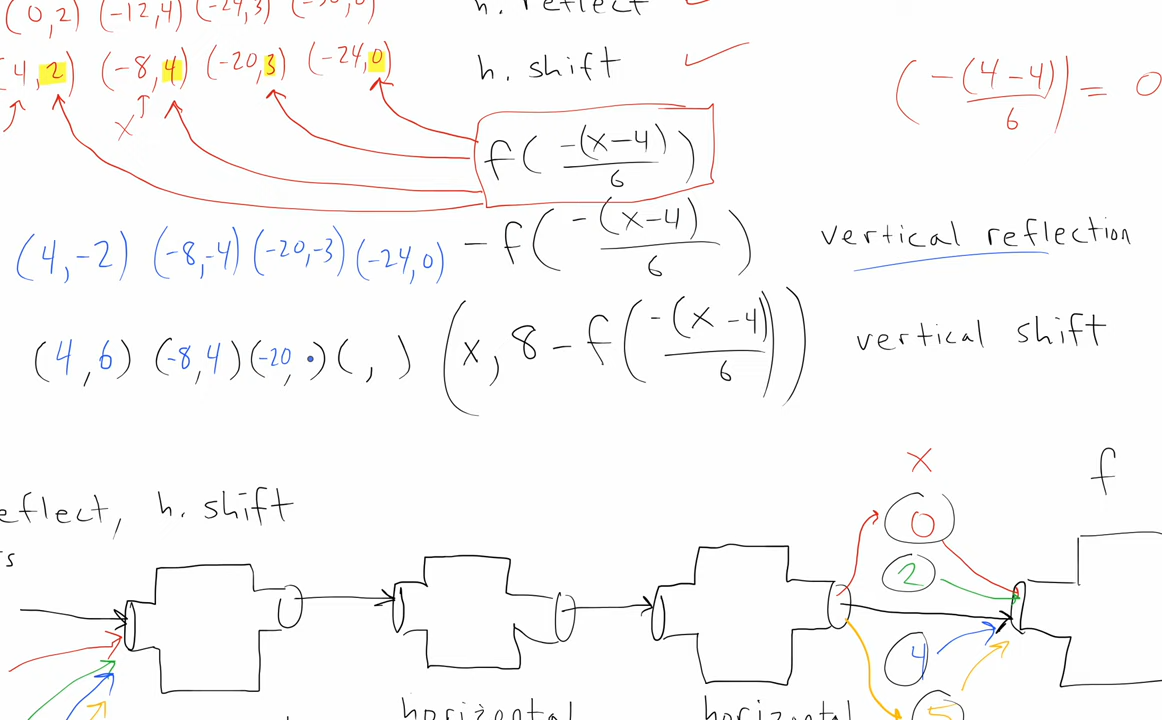 (0,2) (-12,4) (-24,3) h. reflect
4,2) (-8,4) (-20,3) (-24,0) h. shift
(-(4-4)/6) = 0
x
f(-(x-4)/6)
(4,-2) (-8,-4) (-20,-3) (-24,0) -f(-(x-4)/6) vertical reflection
(4,6) (-8,4) (-20, ) ( , ) (x, 8-f(-(x-4)/6)) vertical shift
x f
eflect, h. shift
s
0
2
4
5
horizontal horizontal